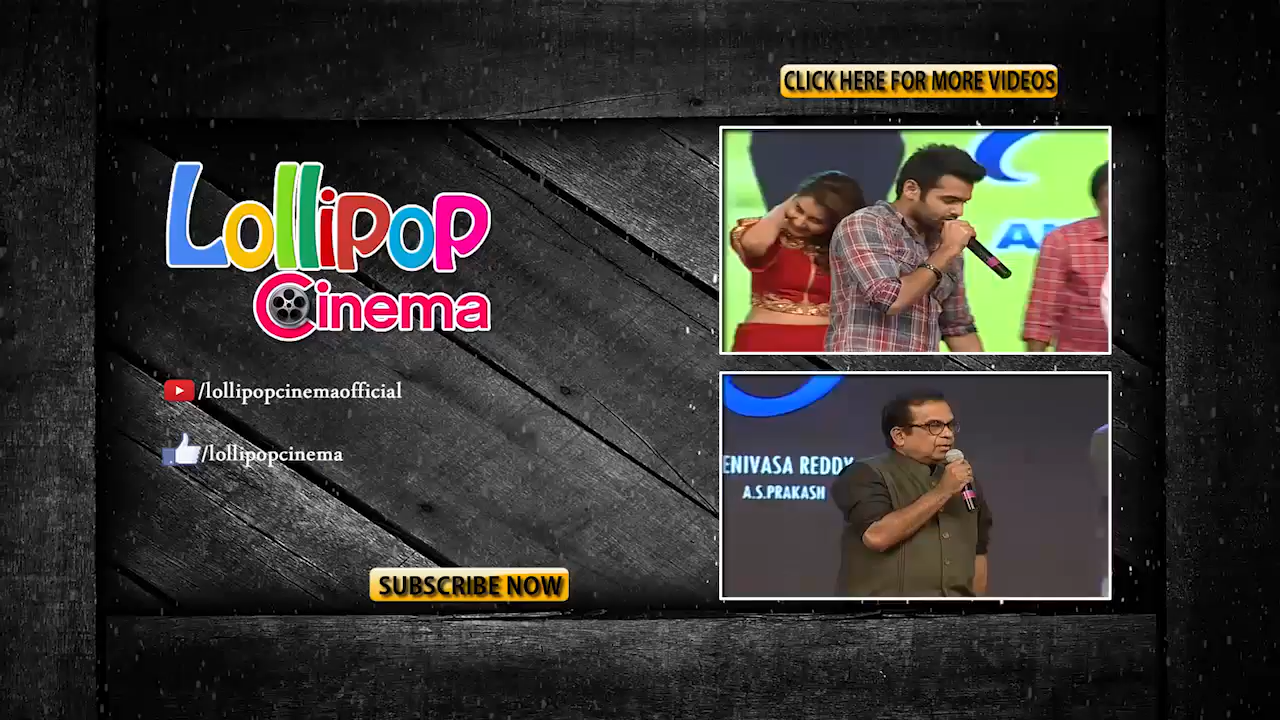 CLICK HERE FOR MORE VIDEOS
Lollipop
Cinema
/lollipopcinemaofficial
/lollipopcinema
ENIVASA REDDY
A.S.PRAKASH
SUBSCRIBE NOW